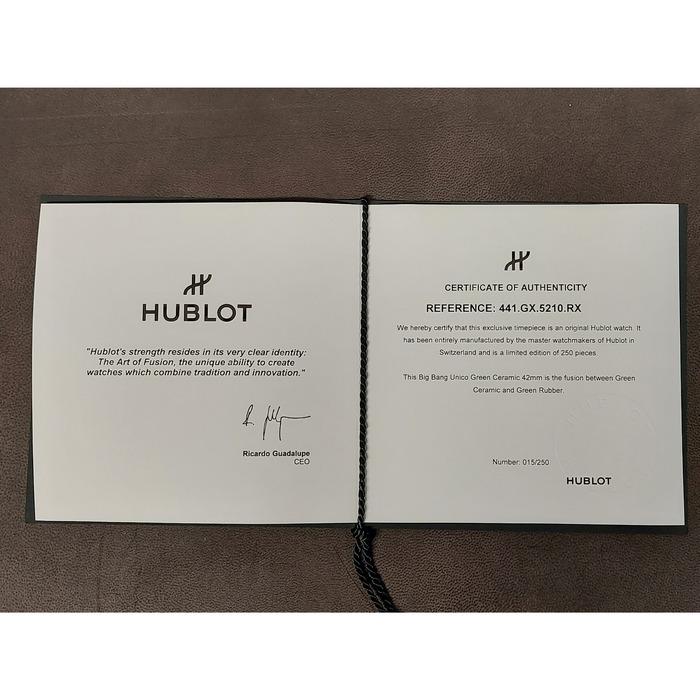 HUBLOT
"Hublot's strength resides in its very clear identity:
The Art of Fusion, the unique ability to create
watches which combine tradition and innovation."
Ricardo Guadalupe
CEO
CERTIFICATE OF AUTHENTICITY
REFERENCE: 441.GX.5210.RX
We hereby certify that this exclusive timepiece is an original Hublot watch. It
has been entirely manufactured by the master watchmakers of Hublot in
Switzerland and is a limited edition of 250 pieces
This Big Bang Unico Green Ceramic 42mm is the fusion between Green
Ceramic and Green Rubber.
Number: 015/250
HUBLOT